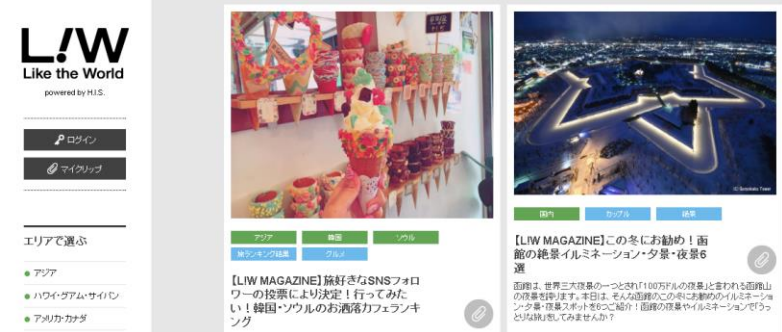 L!W
Like the World
powered by H.I.S.
ログイン
マイクリップ
エリアで選ぶ
アジア
ハワイ・グアム・サイパン
アメリカ・カナダ
アジア
韓国
ソウル
旅ランキング結果
グルメ
【L!W MAGAZINE】旅好きなSNSフォロ
ワーの投票により決定!行ってみた
い!韓国・ソウルのお洒落カフェランキ
ング
国内
カップル
絶景
【L!W MAGAZINE】この冬にお勧め!函
館の絶景イルミネーション・夕景・夜景6
選
函館は、世界三大夜景の一つとされ「100万ドルの夜景」と言われる函館山
の夜景を誇ります。本日は、そんな函館のこの冬にお勧めのイルミネーショ
ン・夕景・夜景スポットを6つご紹介!函館の夜景やイルミネーションで「うっ
とりな旅」をしてみませんか?